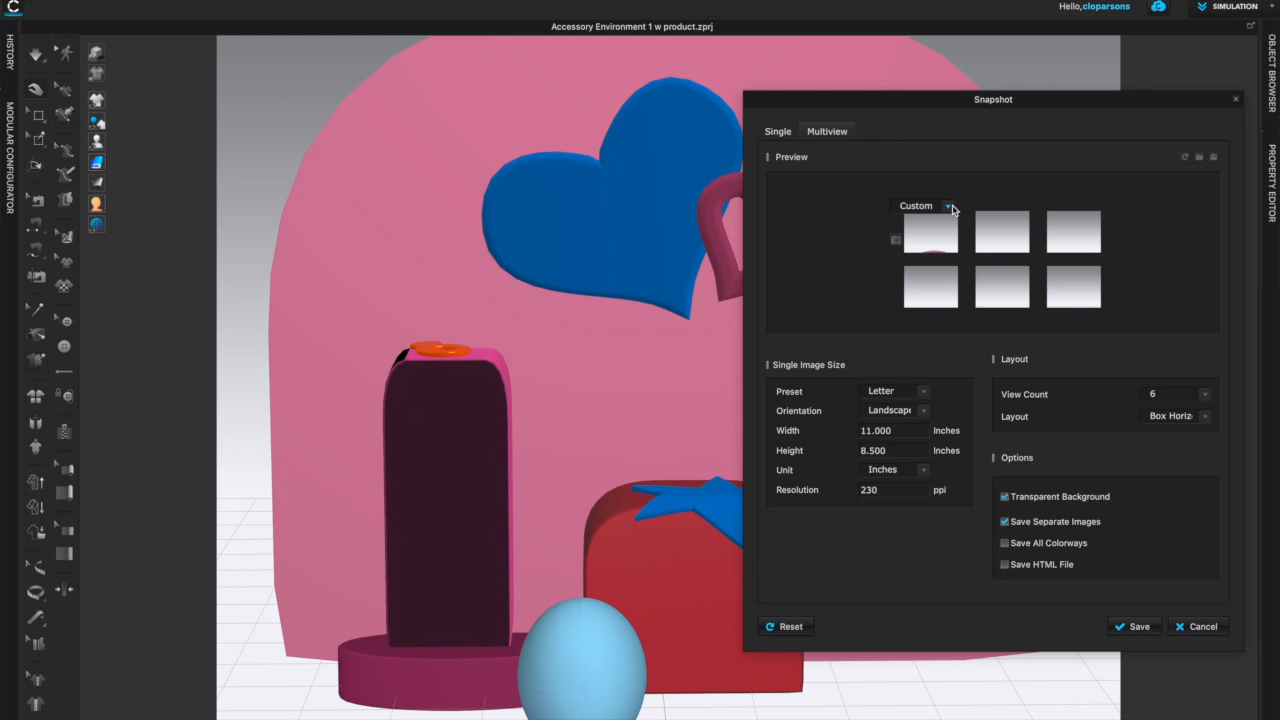 Hello,cloparsons
SIMULATION
Accessory Environment 1 w product.zprj
HISTORY
MODULAR CONFIGURATOR
OBJECT BROWSER
PROPERTY EDITOR
Snapshot
Single
Multiview
Preview
Custom
Single Image Size
Preset Letter
Orientation Landscape
Width 11.000 Inches
Height 8.500 Inches
Unit Inches
Resolution 230 ppi
Layout
View Count 6
Layout Box Horiz
Options
Transparent Background
Save Separate Images
Save All Colorways
Save HTML File
Reset
Save
Cancel